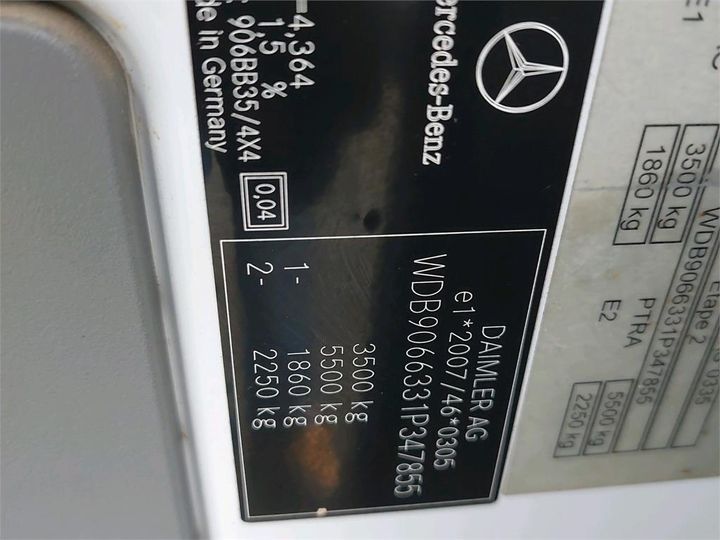 ercedes-Benz
=4,364
1,5 %
906BB35/4X4
de in Germany
0,04
DAIMLER AG
e1*2007/46*0305
WDB9066331P347855
3500 kg
5500 kg
1- 1860 kg
2- 2250 kg
E1
3500 kg
1860 kg
Etape 2
WDB9066331P347855
PTRA
E2
5500 kg
2250 kg